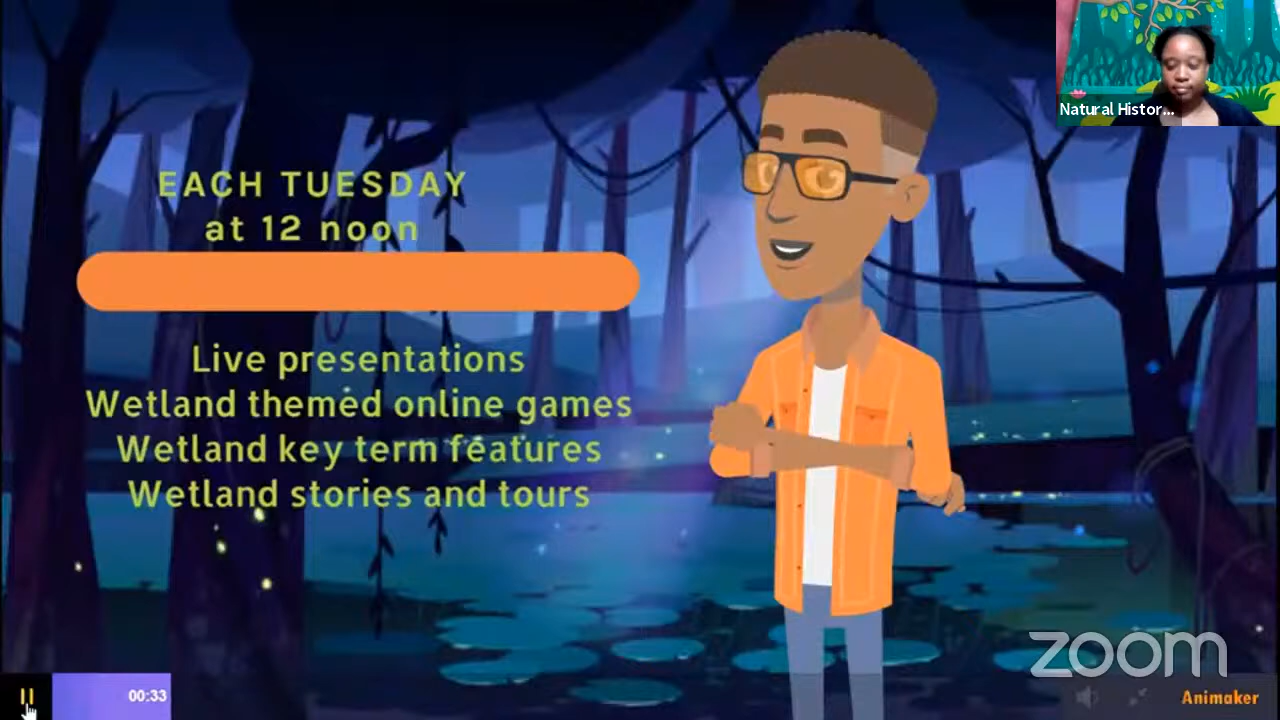 Natural Histor...
EACH TUESDAY
at 12 noon
Live presentations
Wetland themed online games
Wetland key term features
Wetland stories and tours
zoom
00:33
Animaker